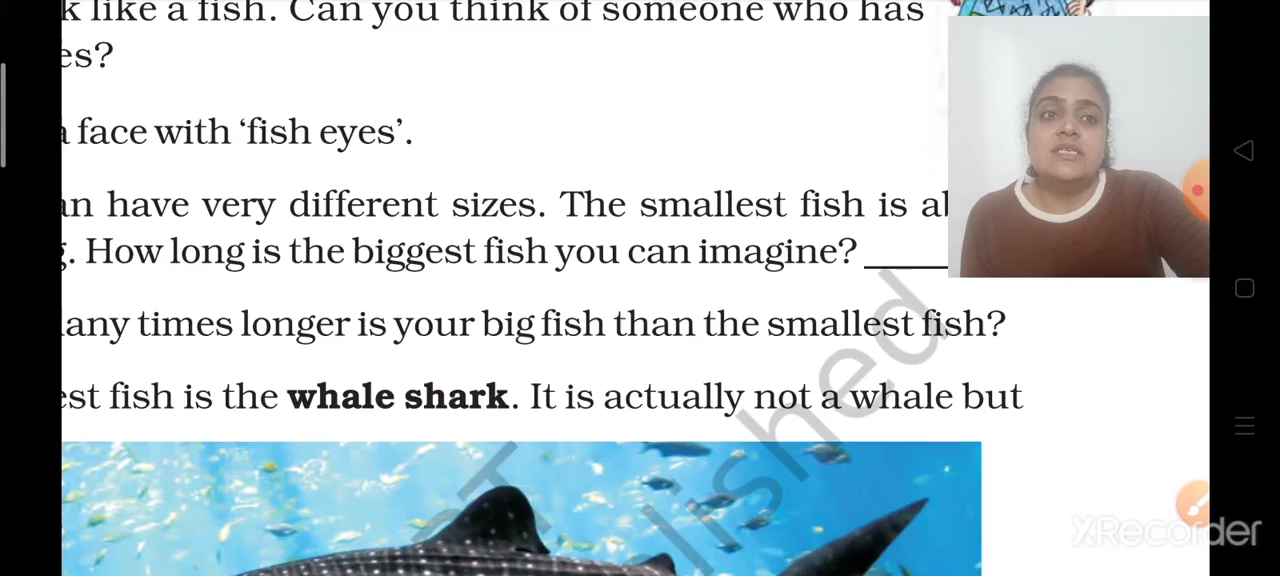 k like a fish. Can you think of someone who has
es?
a face with ‘fish eyes’.
an have very different sizes. The smallest fish is
g. How long is the biggest fish you can imagine?
any times longer is your big fish than the smallest fish?
est fish is the whale shark. It is actually not a whale but
lished
XRecorder